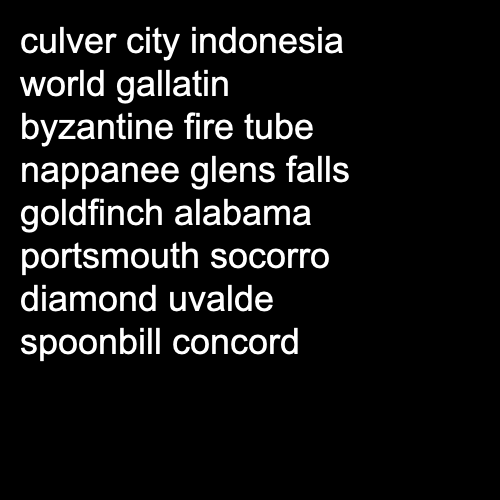 culver city indonesia
world gallatin
byzantine fire tube
nappanee glens falls
goldfinch alabama
portsmouth socorro
diamond uvalde
spoonbill concord